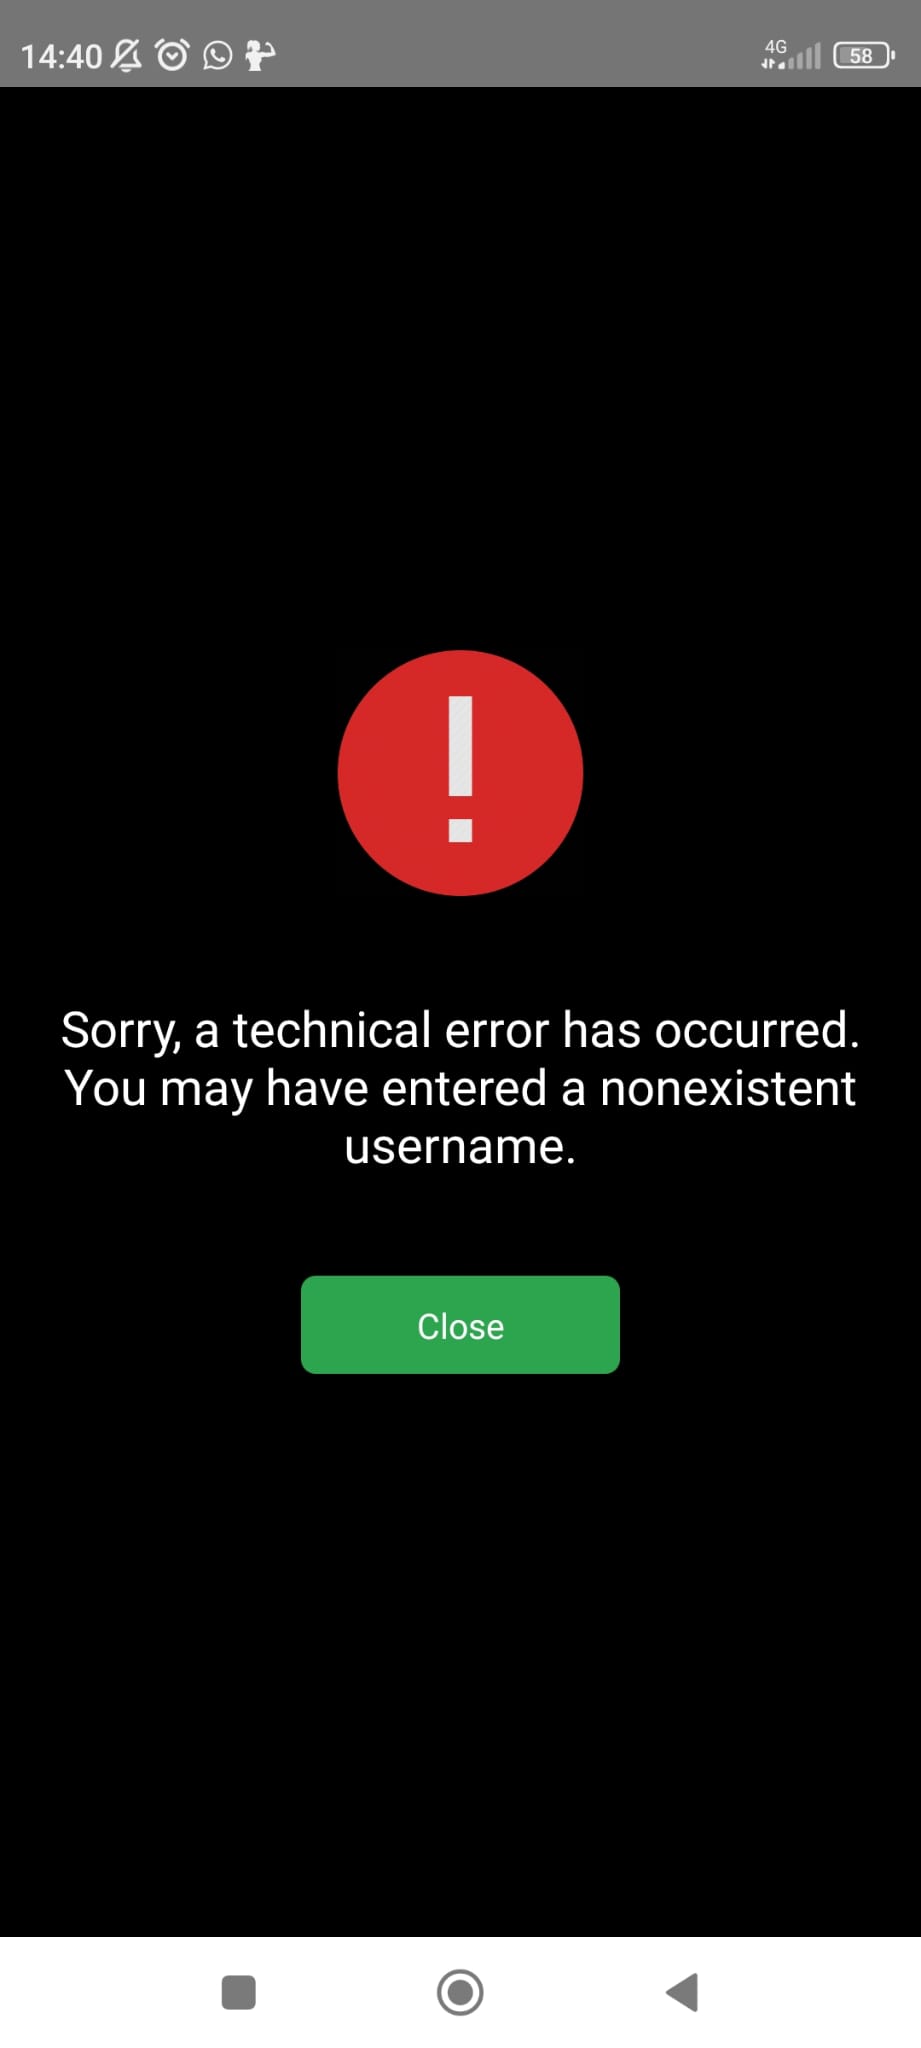 14:40
4G
58
Sorry, a technical error has occurred.
You may have entered a nonexistent
username.
Close